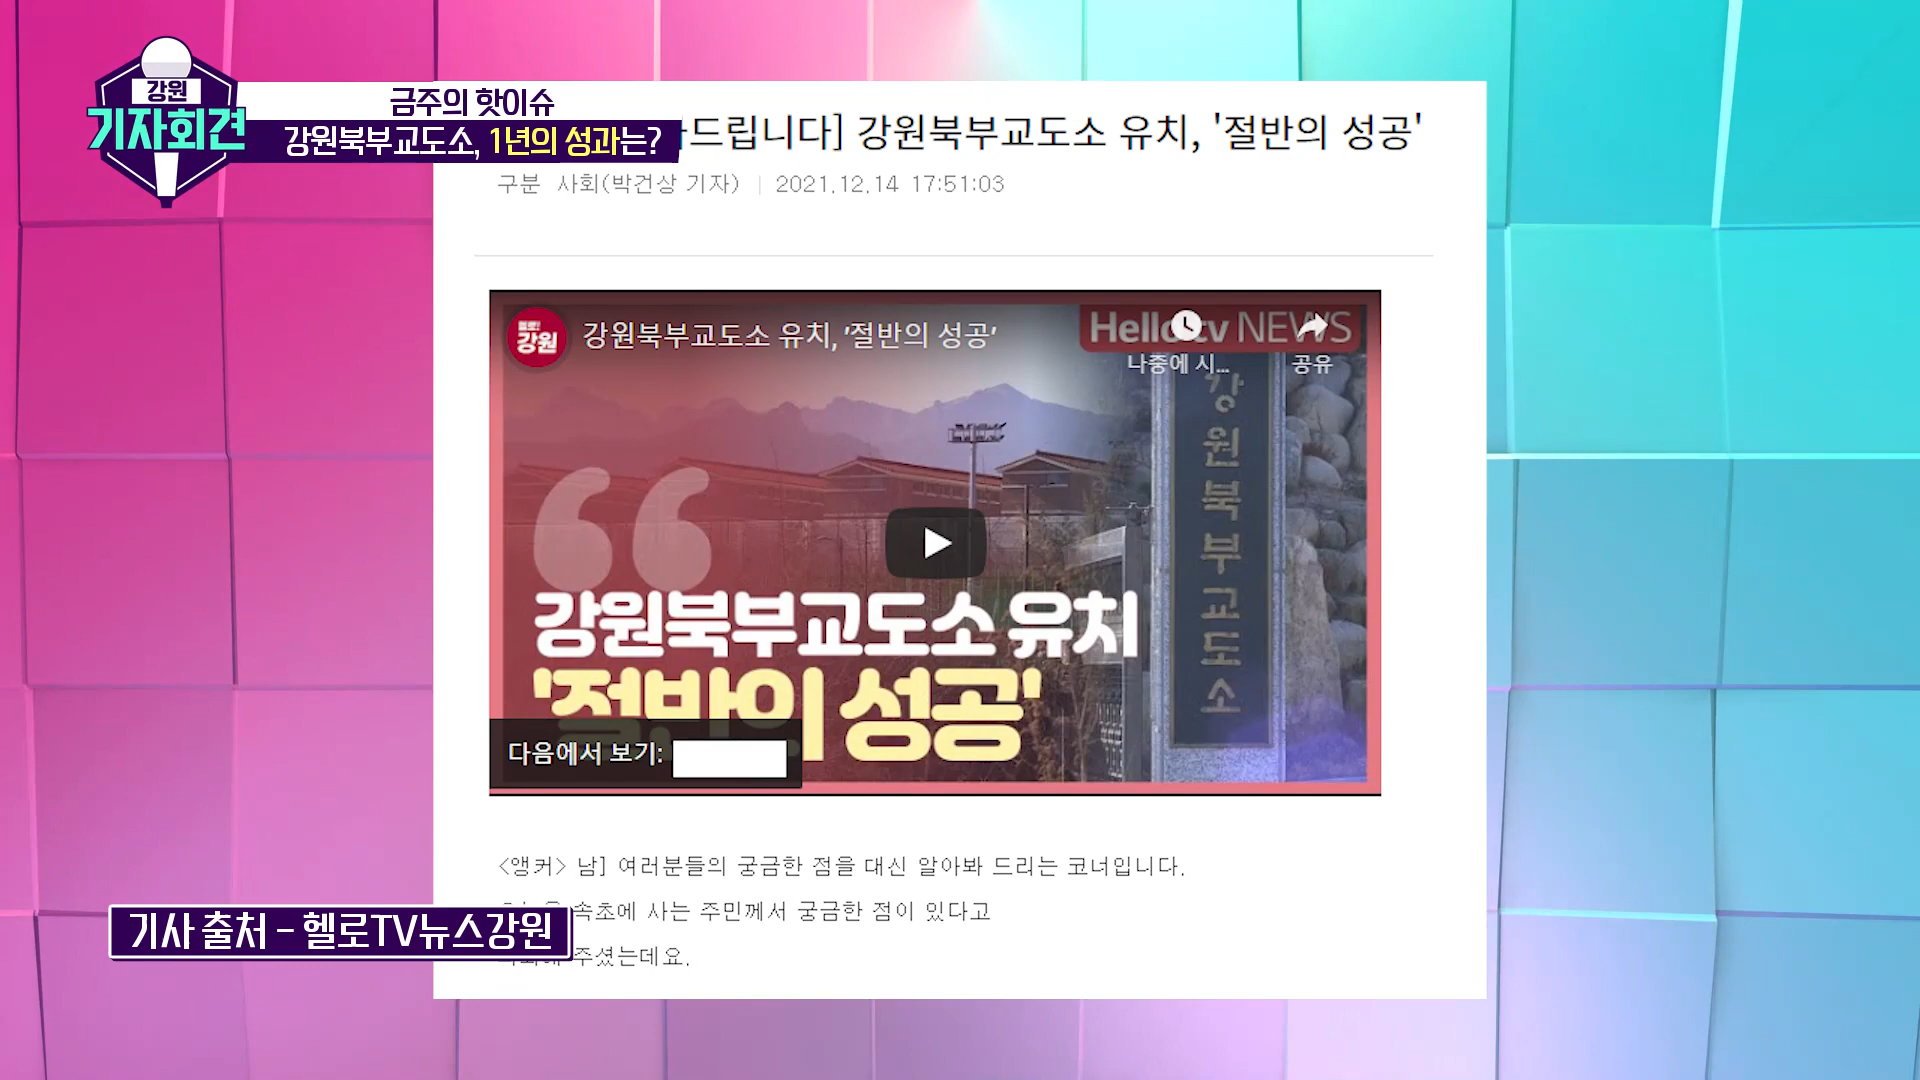 강원
기자회견
금주의 핫이슈
강원북부교도소, 1년의 성과는?
드립니다] 강원북부교도소 유치, '절반의 성공'
구분 사회(박건상 기자) | 2021.12.14 17:51:03
헬로!
강원
강원북부교도소 유치, '절반의 성공'
Hello tv NEWS
나중에 시...
공유
강원북부교도소
“
강원북부교도소 유치
'절반의 성공'
다음에서 보기:
<앵커> 남] 여러분들의 궁금한 점을 대신 알아봐 드리는 코너입니다.
속초에 사는 주민께서 궁금한 점이 있다고
주셨는데요.
기사 출처 - 헬로TV뉴스강원